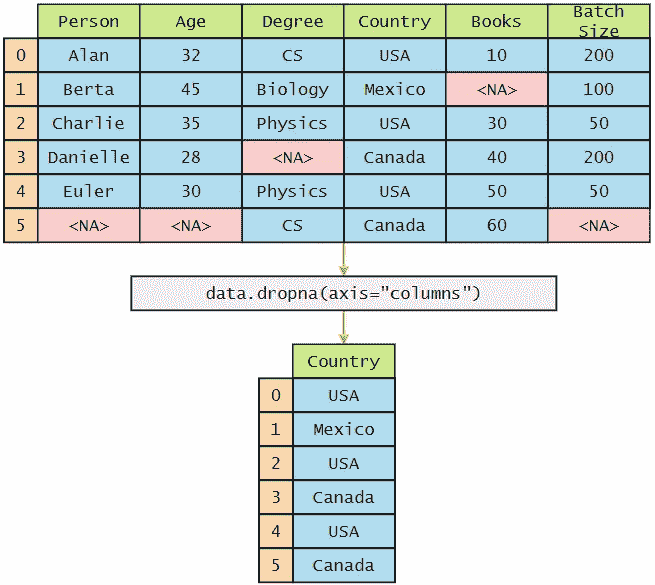 Person Age Degree Country Books Batch Size
0 Alan 32 CS USA 10 200
1 Berta 45 Biology Mexico <NA> 100
2 Charlie 35 Physics USA 30 50
3 Danielle 28 <NA> Canada 40 200
4 Euler 30 Physics USA 50 50
5 <NA> <NA> CS Canada 60 <NA>
data.dropna(axis="columns")
Country
0 USA
1 Mexico
2 USA
3 Canada
4 USA
5 Canada